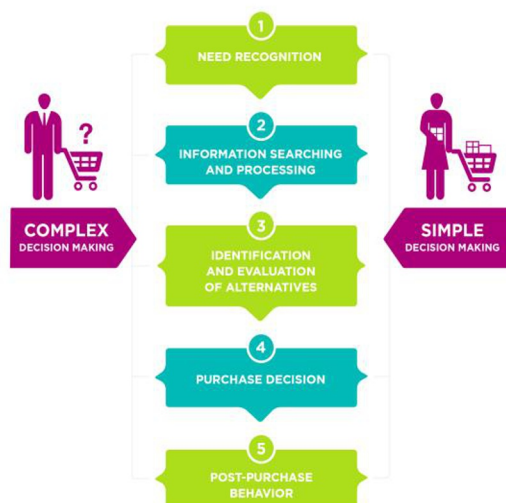 1
NEED RECOGNITION
?
2
INFORMATION SEARCHING
AND PROCESSING
COMPLEX
DECISION MAKING
SIMPLE
DECISION MAKING
3
IDENTIFICATION
AND EVALUATION
OF ALTERNATIVES
4
PURCHASE DECISION
5
POST-PURCHASE
BEHAVIOR